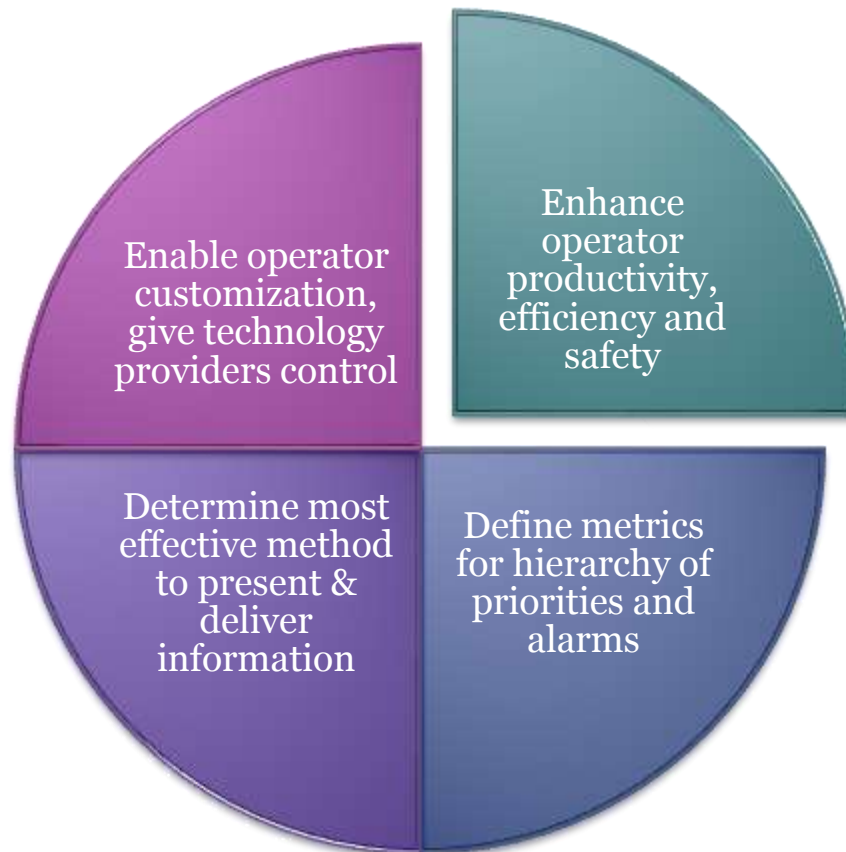 Enable operator
customization,
give technology
providers control
Enhance
operator
productivity,
efficiency and
safety
Determine most
effective method
to present &
deliver
information
Define metrics
for hierarchy of
priorities and
alarms